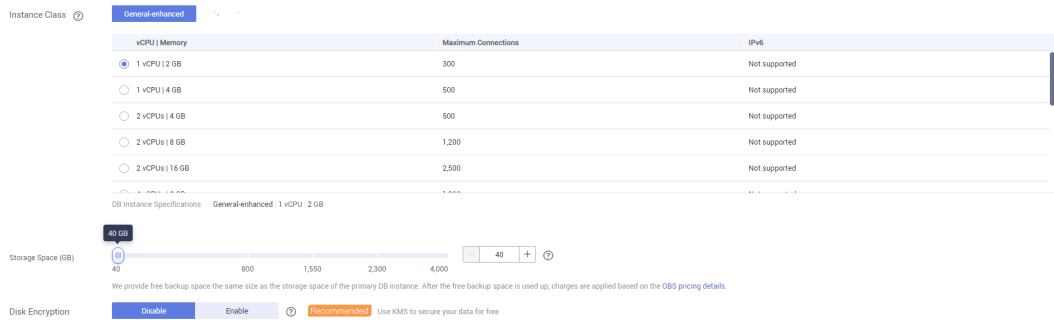 Instance Class
General-enhanced
vCPU | Memory Maximum Connections IPv6
1 vCPU | 2 GB 300 Not supported
1 vCPU | 4 GB 500 Not supported
2 vCPUs | 4 GB 500 Not supported
2 vCPUs | 8 GB 1,200 Not supported
2 vCPUs | 16 GB 2,500 Not supported
DB Instance Specifications General-enhanced | 1 vCPU | 2 GB
40 GB
Storage Space (GB)
40
40 800 1,550 2,300 4,000
We provide free backup space the same size as the storage space of the primary DB instance. After the free backup space is used up, charges are applied based on the OBS pricing details.
Disk Encryption Disable Enable Recommended Use KMS to secure your data for free